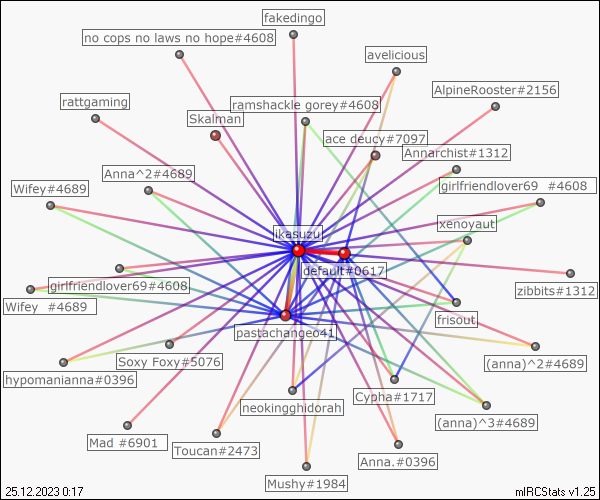 fakedingo
no cops no laws no hope#4608
avelicious
AlpineRooster#2156
rattgaming
ramshackle gorey#4608
Skalman
ace deucy#7097
Annarchist#1312
Anna^2#4689
Wifey#4689
girlfriendlover69 #4608
xenoyaut
ikasuzu
default#0617
girlfriendlover69#4608
zibbits#1312
Wifey #4689
frisout
pastachangeo41
Soxy Foxy#5076
(anna)^2#4689
hypomanianna#0396
Cypha#1717
neokingghidorah
(anna)^3#4689
Mad #6901
Toucan#2473
Anna.#0396
Mushy#1984
25.12.2023 0:17
mIRCStats v1.25